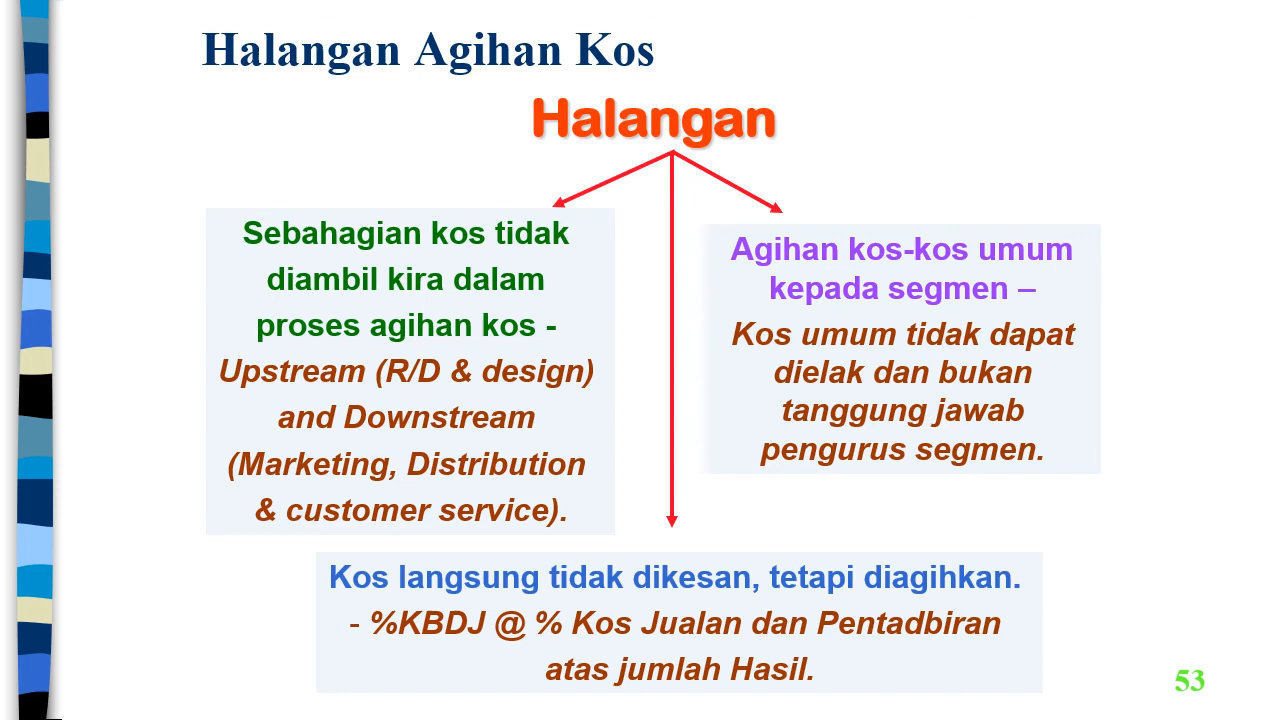 Halangan Agihan Kos
Halangan
Sebahagian kos tidak
diambil kira dalam
proses agihan kos -
Upstream (R/D & design)
and Downstream
(Marketing, Distribution
& customer service).
Agihan kos-kos umum
kepada segmen –
Kos umum tidak dapat
dielak dan bukan
tanggung jawab
pengurus segmen.
Kos langsung tidak dikesan, tetapi diagihkan.
- %KBDJ @ % Kos Jualan dan Pentadbiran
atas jumlah Hasil.
53